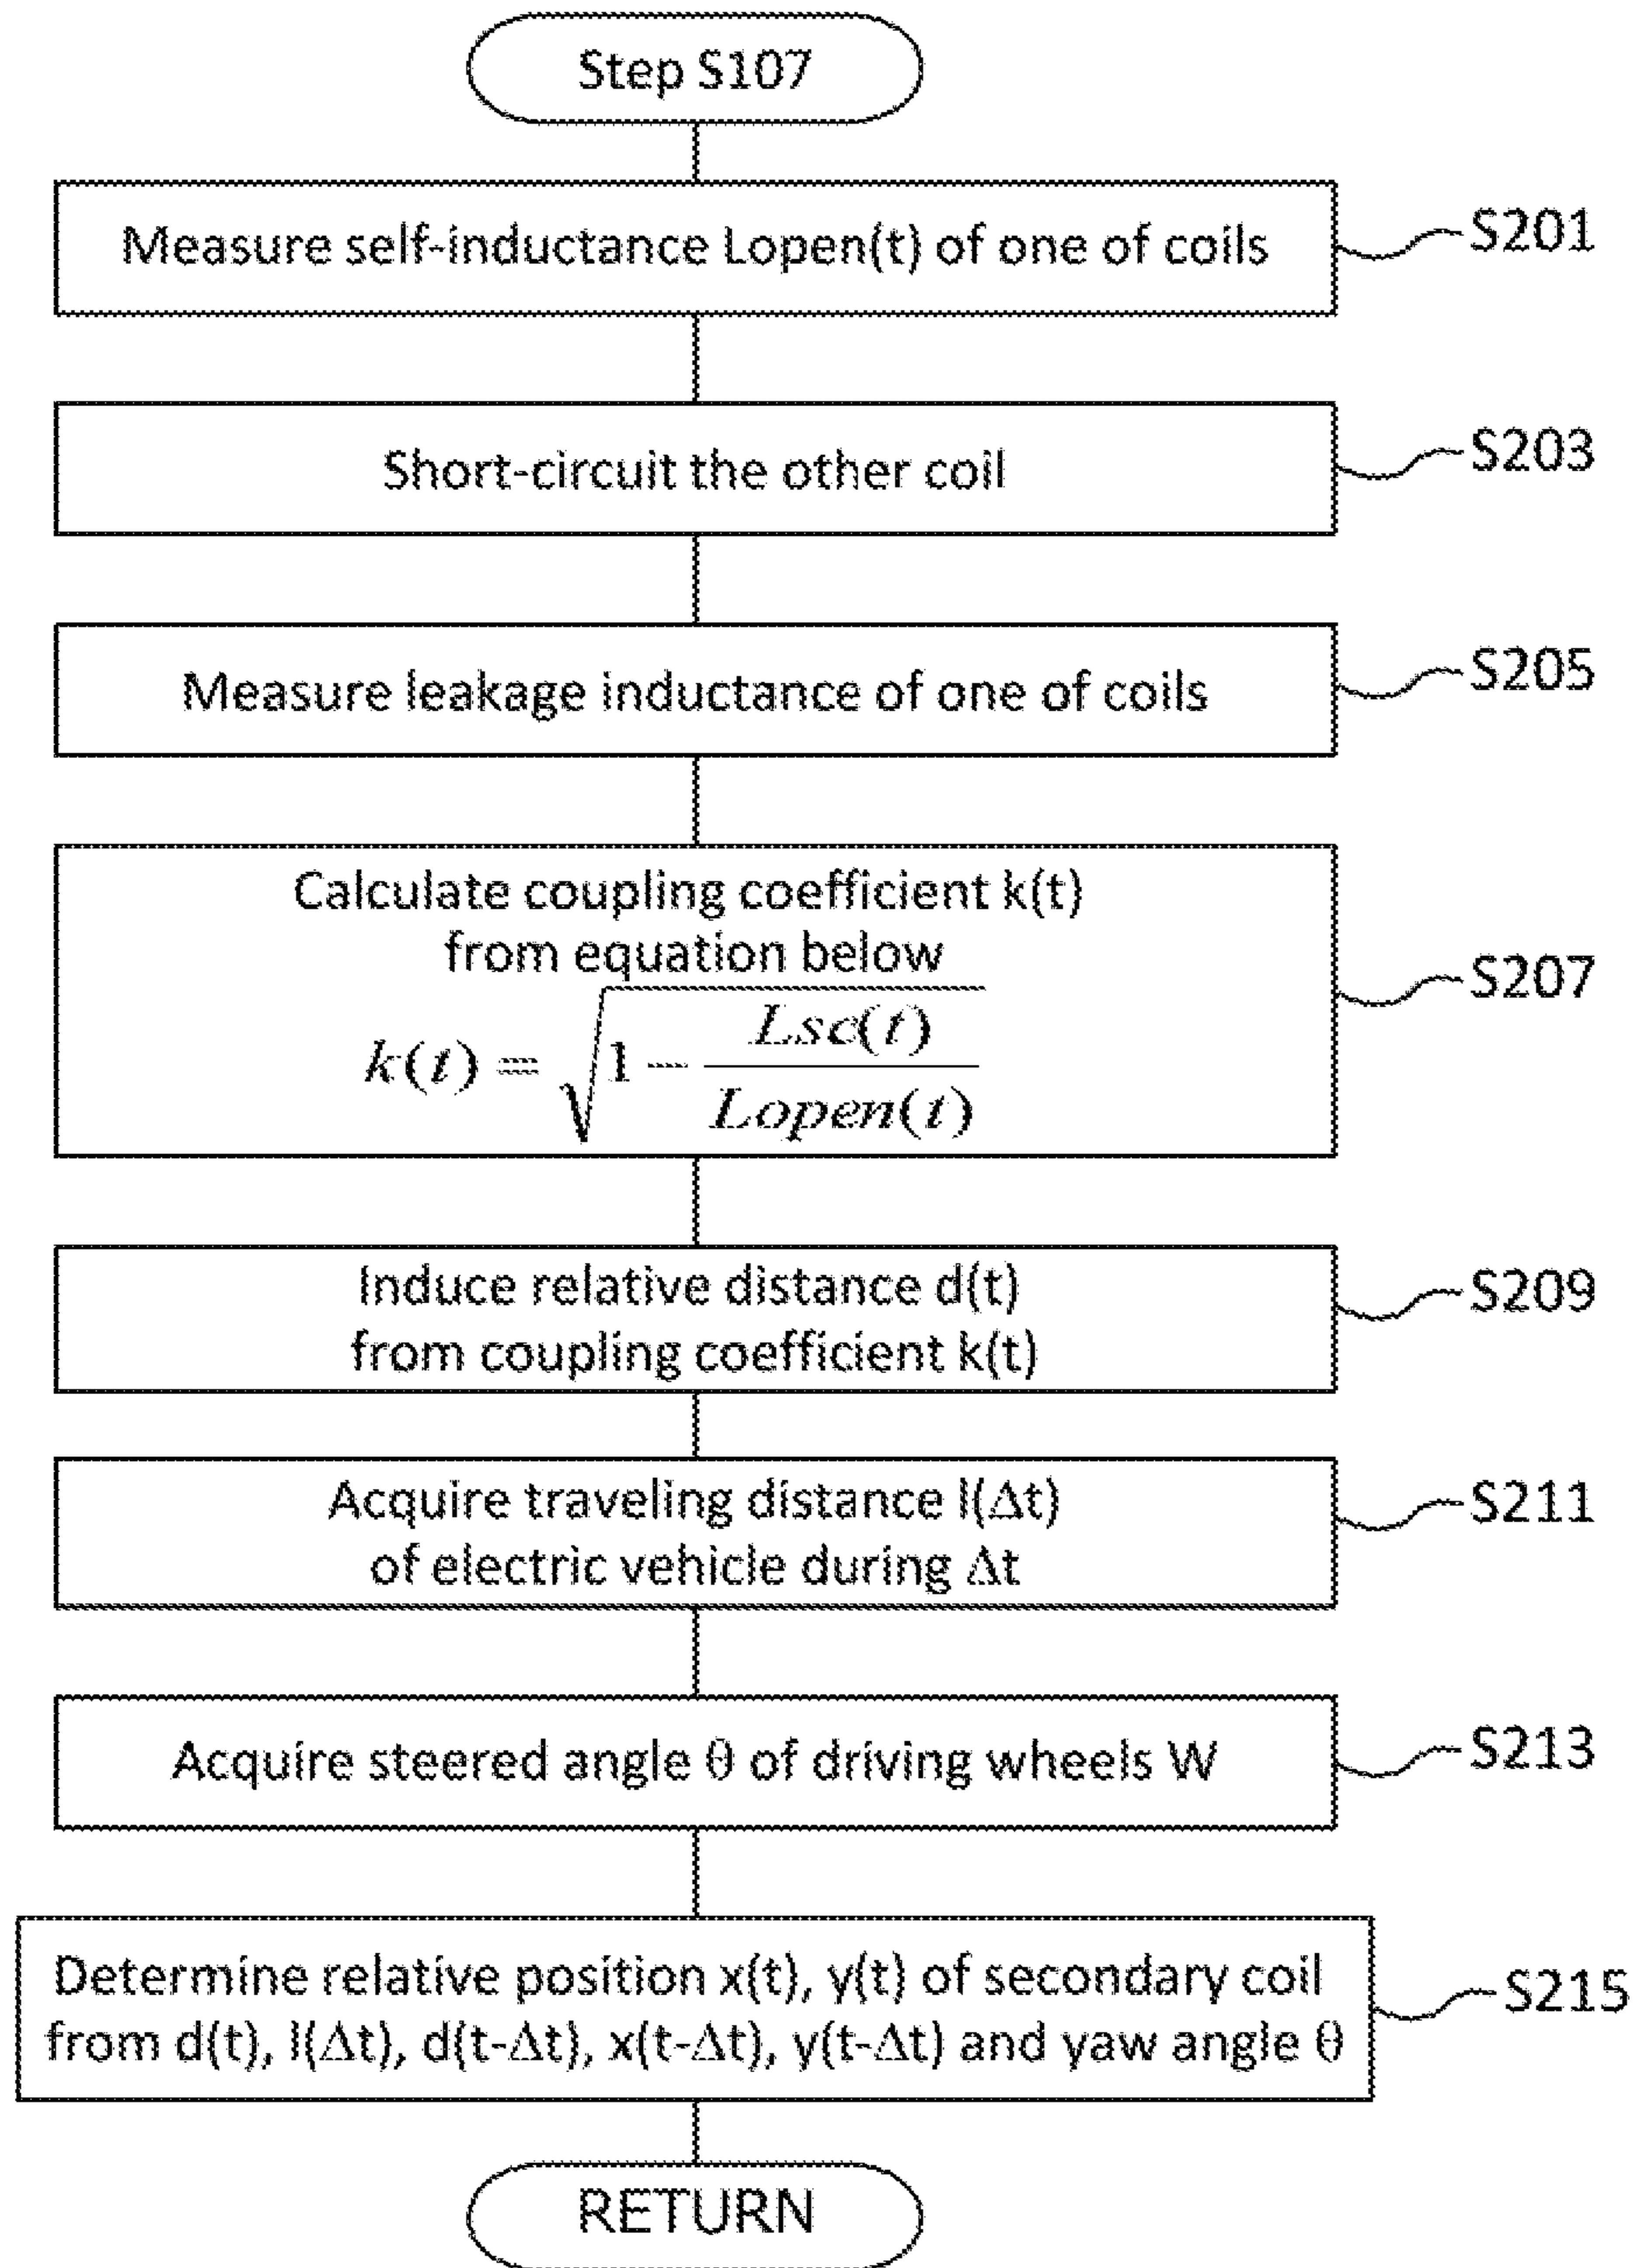 Step S107
Measure self-inductance Lopen(t) of one of coils
S201
Short-circuit the other coil
S203
Measure leakage inductance of one of coils
S205
Calculate coupling coefficient k(t)
from equation below
k(t) = √(1 - Lsc(t) / Lopen(t))
S207
Induce relative distance d(t)
from coupling coefficient k(t)
S209
Acquire traveling distance l(Δt)
of electric vehicle during Δt
S211
Acquire steered angle θ of driving wheels W
S213
Determine relative position x(t), y(t) of secondary coil
from d(t), l(Δt), d(t-Δt), x(t-Δt), y(t-Δt) and yaw angle θ
S215
RETURN